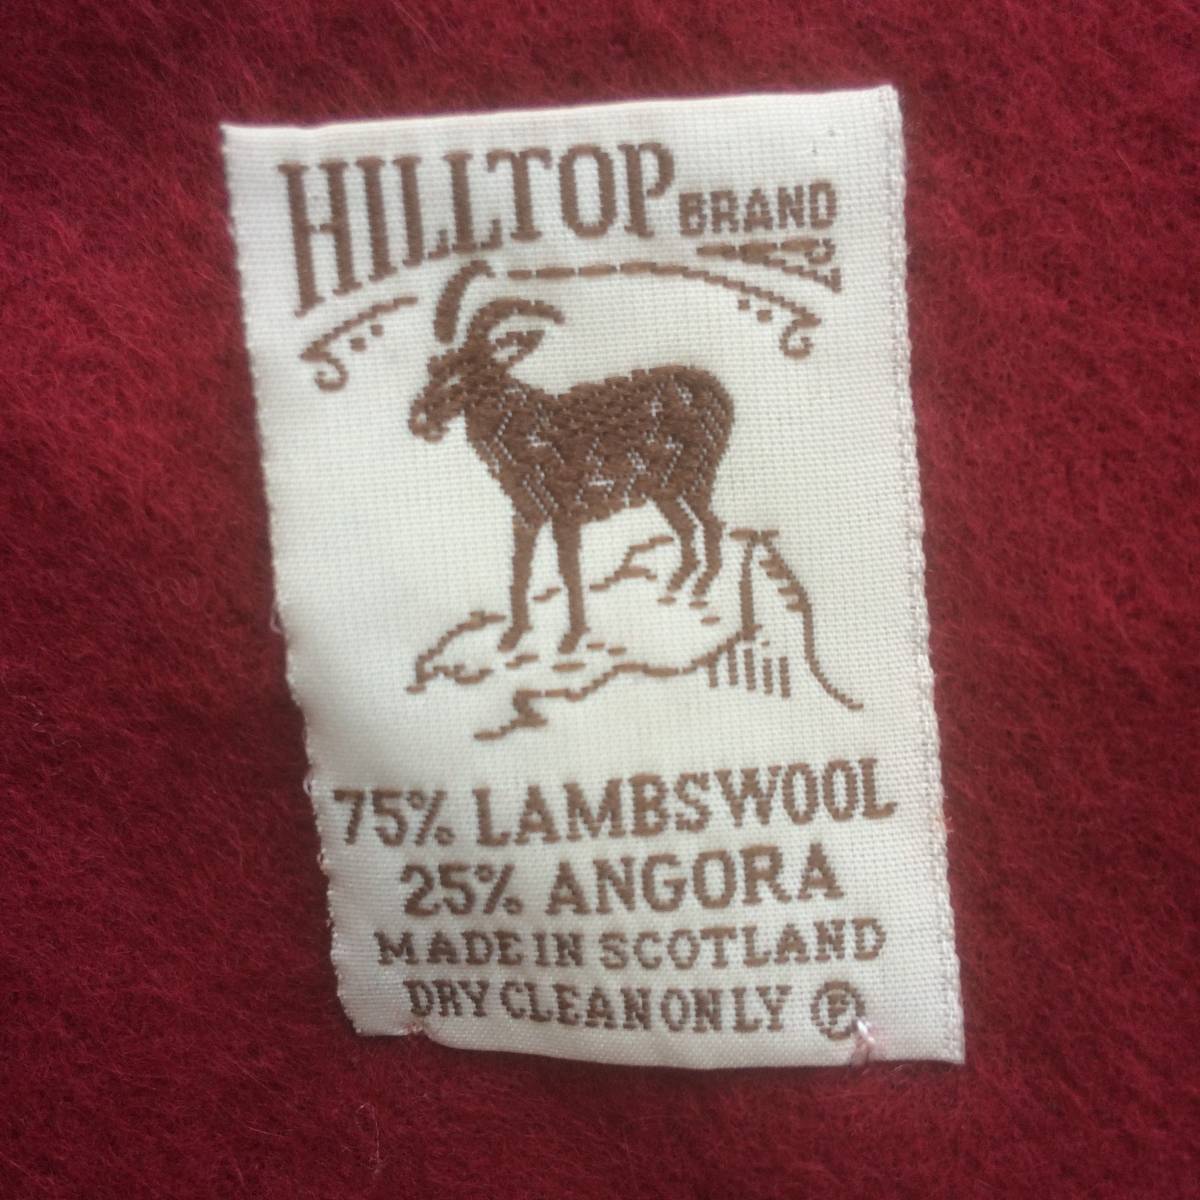 HILLTOP BRAND
75% LAMBSWOOL
25% ANGORA
MADE IN SCOTLAND
DRY CLEAN ONLY Ⓟ